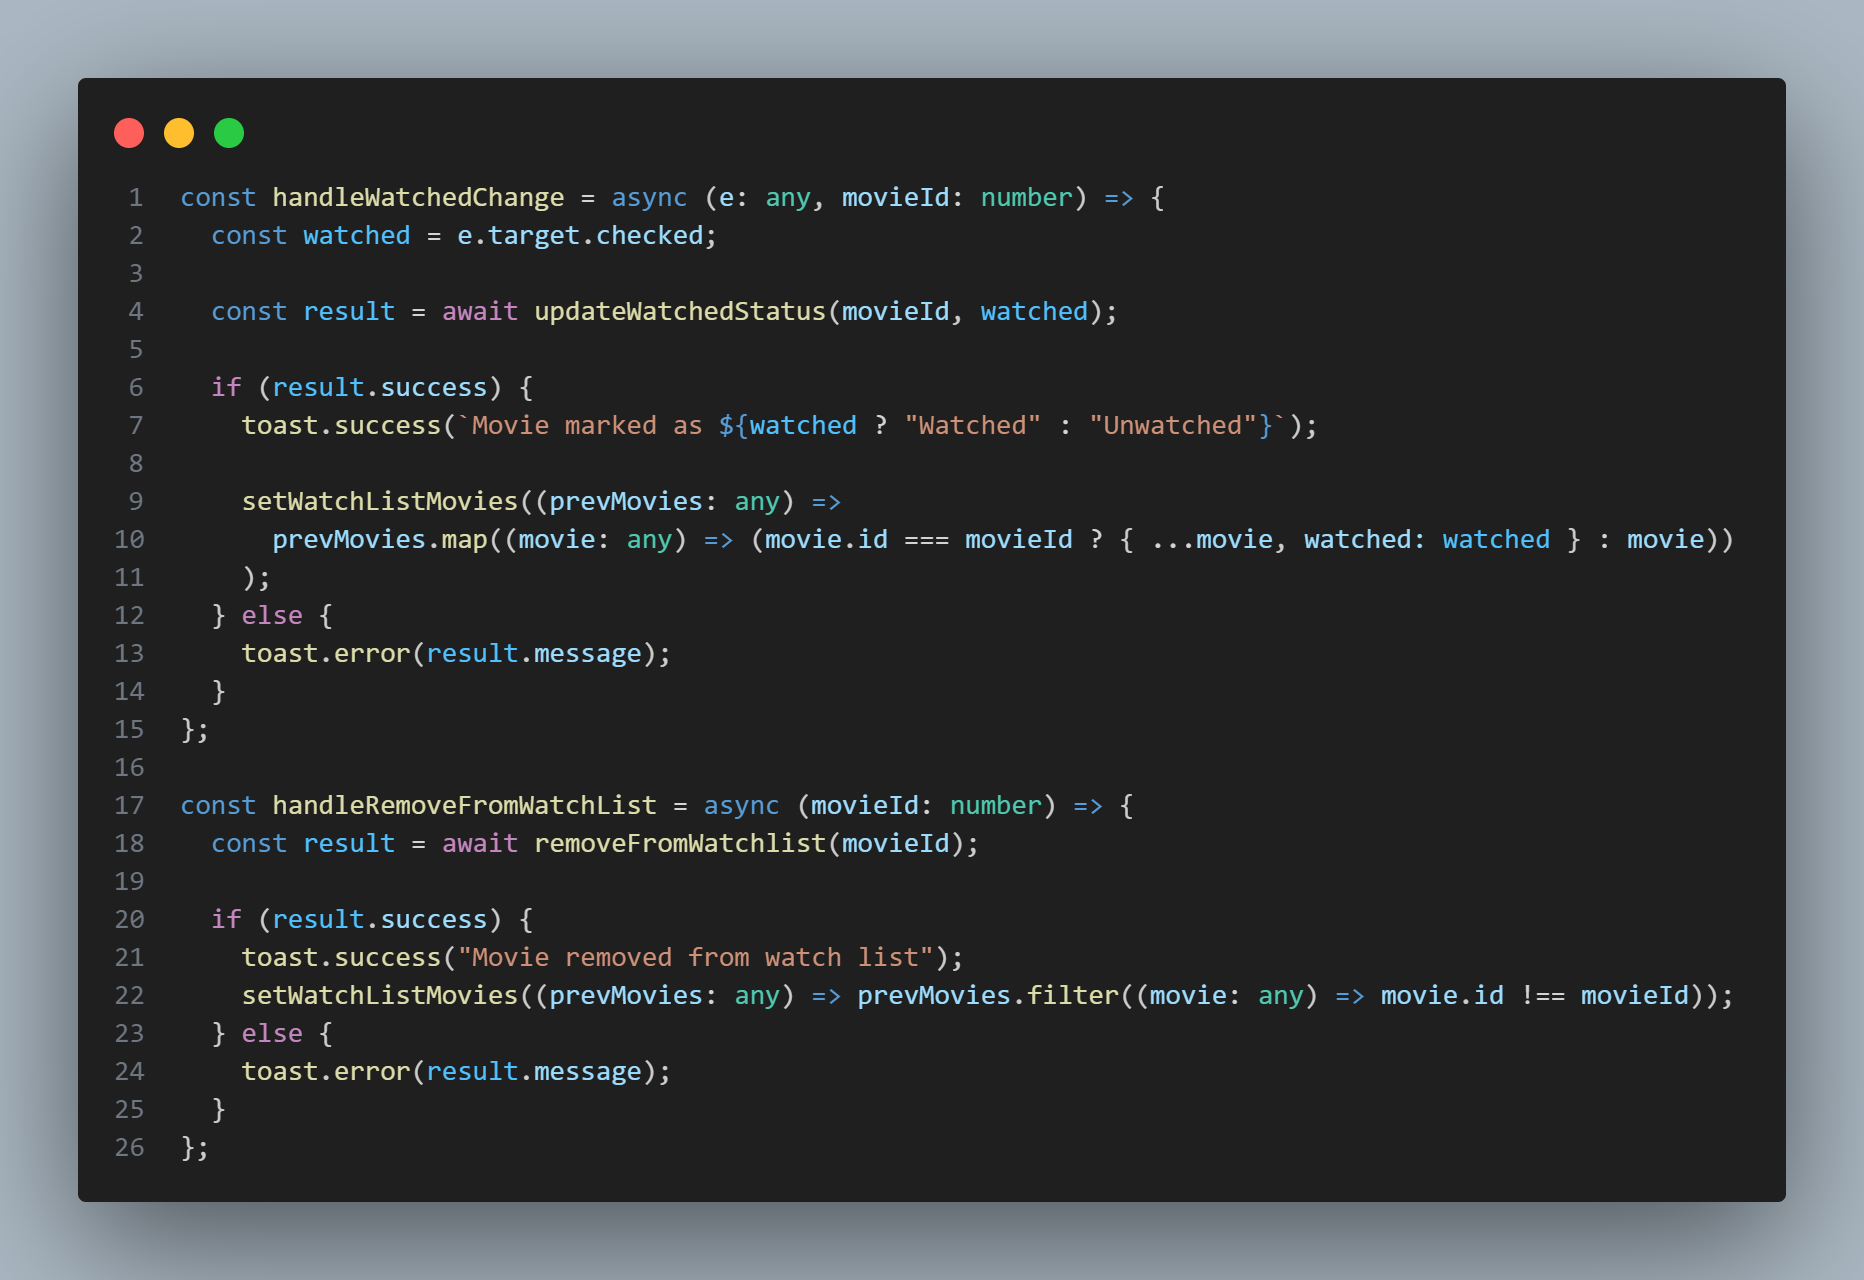 1 const handleWatchedChange = async (e: any, movieId: number) => {
2   const watched = e.target.checked;
3
4   const result = await updateWatchedStatus(movieId, watched);
5
6   if (result.success) {
7     toast.success(`Movie marked as ${watched ? "Watched" : "Unwatched"}`);
8
9     setWatchListMovies((prevMovies: any) =>
10       prevMovies.map((movie: any) => (movie.id === movieId ? { ...movie, watched: watched } : movie))
11     );
12   } else {
13     toast.error(result.message);
14   }
15 };
16
17 const handleRemoveFromWatchList = async (movieId: number) => {
18   const result = await removeFromWatchlist(movieId);
19
20   if (result.success) {
21     toast.success("Movie removed from watch list");
22     setWatchListMovies((prevMovies: any) => prevMovies.filter((movie: any) => movie.id !== movieId));
23   } else {
24     toast.error(result.message);
25   }
26 };